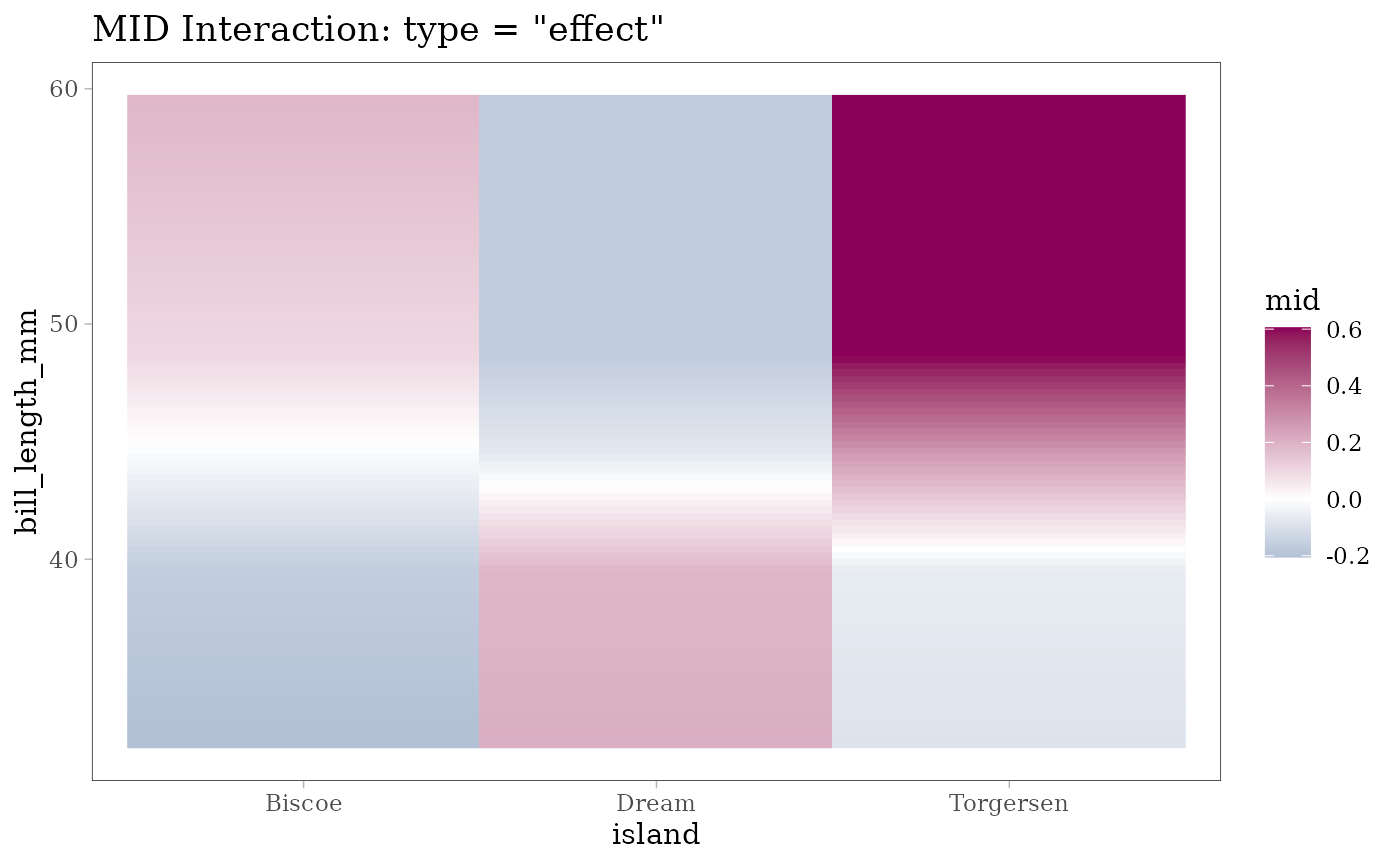 MID Interaction: type = "effect"
60
50
40
bill_length_mm
Biscoe
Dream
Torgersen
island
mid
0.6
0.4
0.2
0.0
-0.2